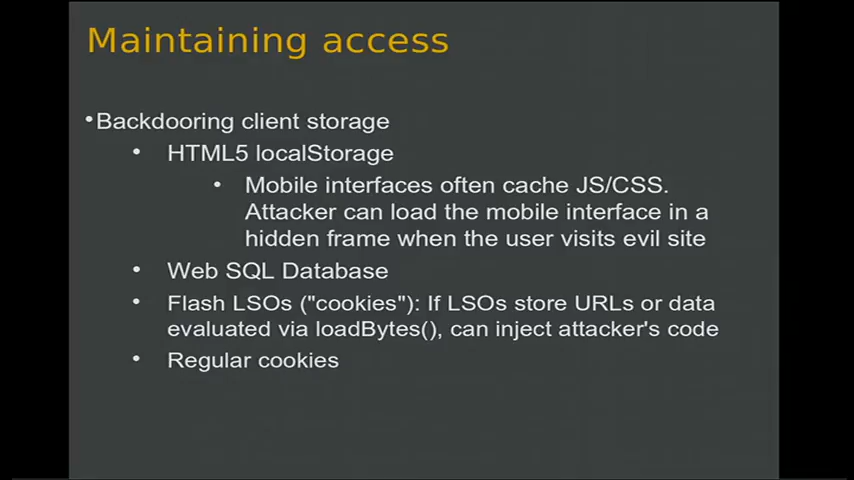 Maintaining access
•Backdooring client storage
• HTML5 localStorage
• Mobile interfaces often cache JS/CSS.
Attacker can load the mobile interface in a
hidden frame when the user visits evil site
• Web SQL Database
• Flash LSOs ("cookies"): If LSOs store URLs or data
evaluated via loadBytes(), can inject attacker's code
• Regular cookies